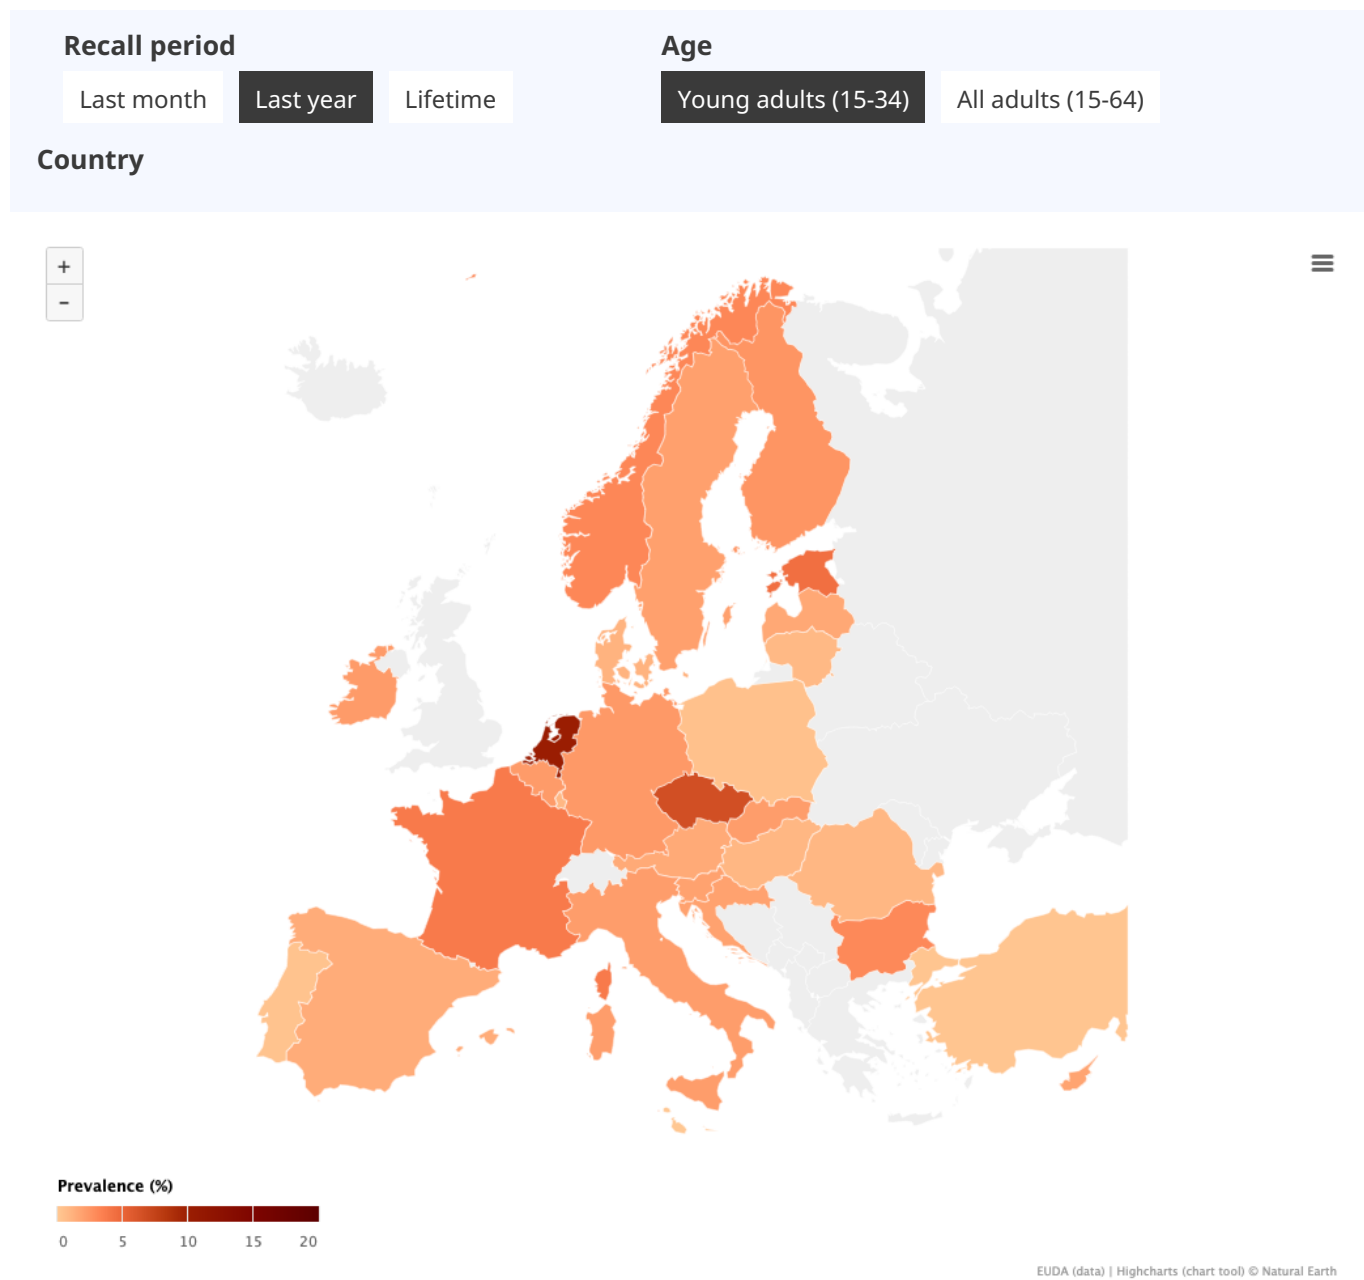 Recall period
Age
Last month
Last year
Lifetime
Young adults (15-34)
All adults (15-64)
Country
+
−
Prevalence (%)
0 5 10 15 20
EUDA (data) | Highcharts (chart tool) © Natural Earth